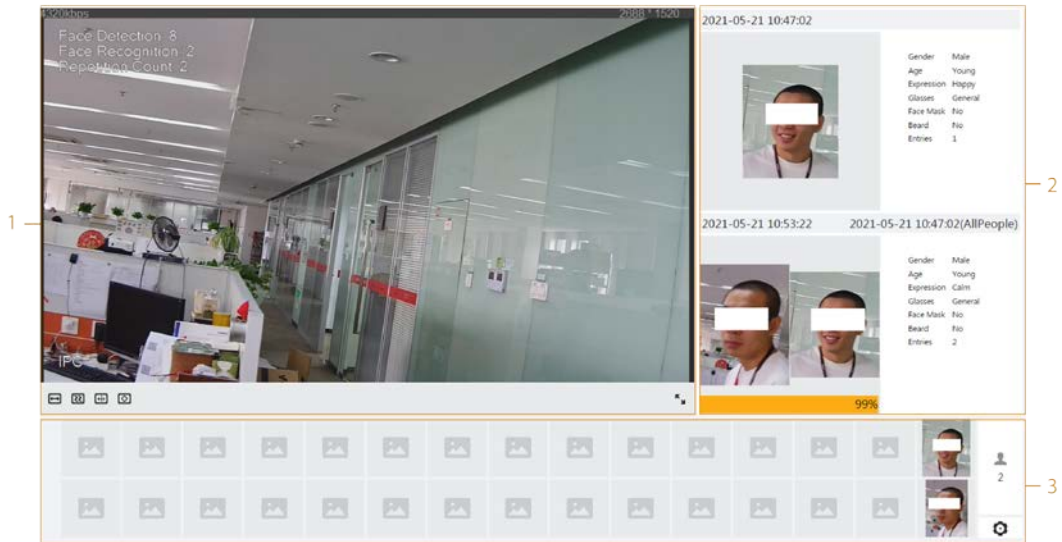 4320kbps 2688 * 1520
Face Detection 8
Face Recognition 2
Repetition Count 2
IPC
1
2021-05-21 10:47:02
Gender Male
Age Young
Expression Happy
Glasses General
Face Mask No
Beard No
Entries 1
2
2021-05-21 10:53:22 2021-05-21 10:47:02(AllPeople)
Gender Male
Age Young
Expression Calm
Glasses General
Face Mask No
Beard No
Entries 2
99%
2
3